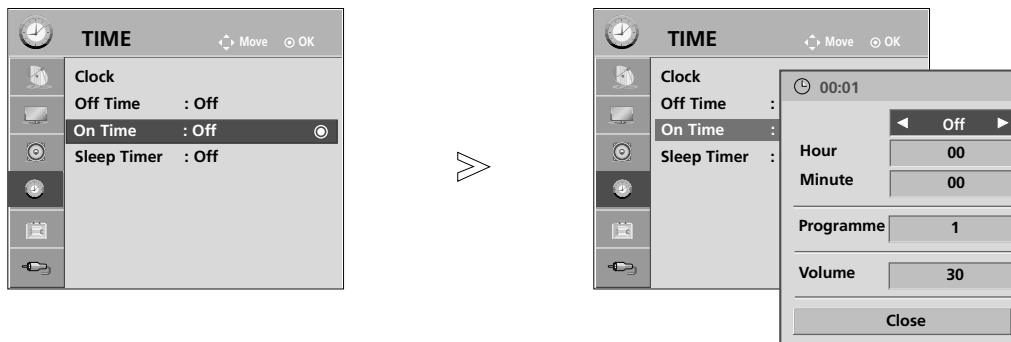 TIME
Move OK
Clock
Off Time : Off
On Time : Off
Sleep Timer : Off
TIME
Move OK
Clock
Off Time :
On Time :
Sleep Timer :
00:01
◄ Off ►
Hour 00
Minute 00
Programme 1
Volume 30
Close